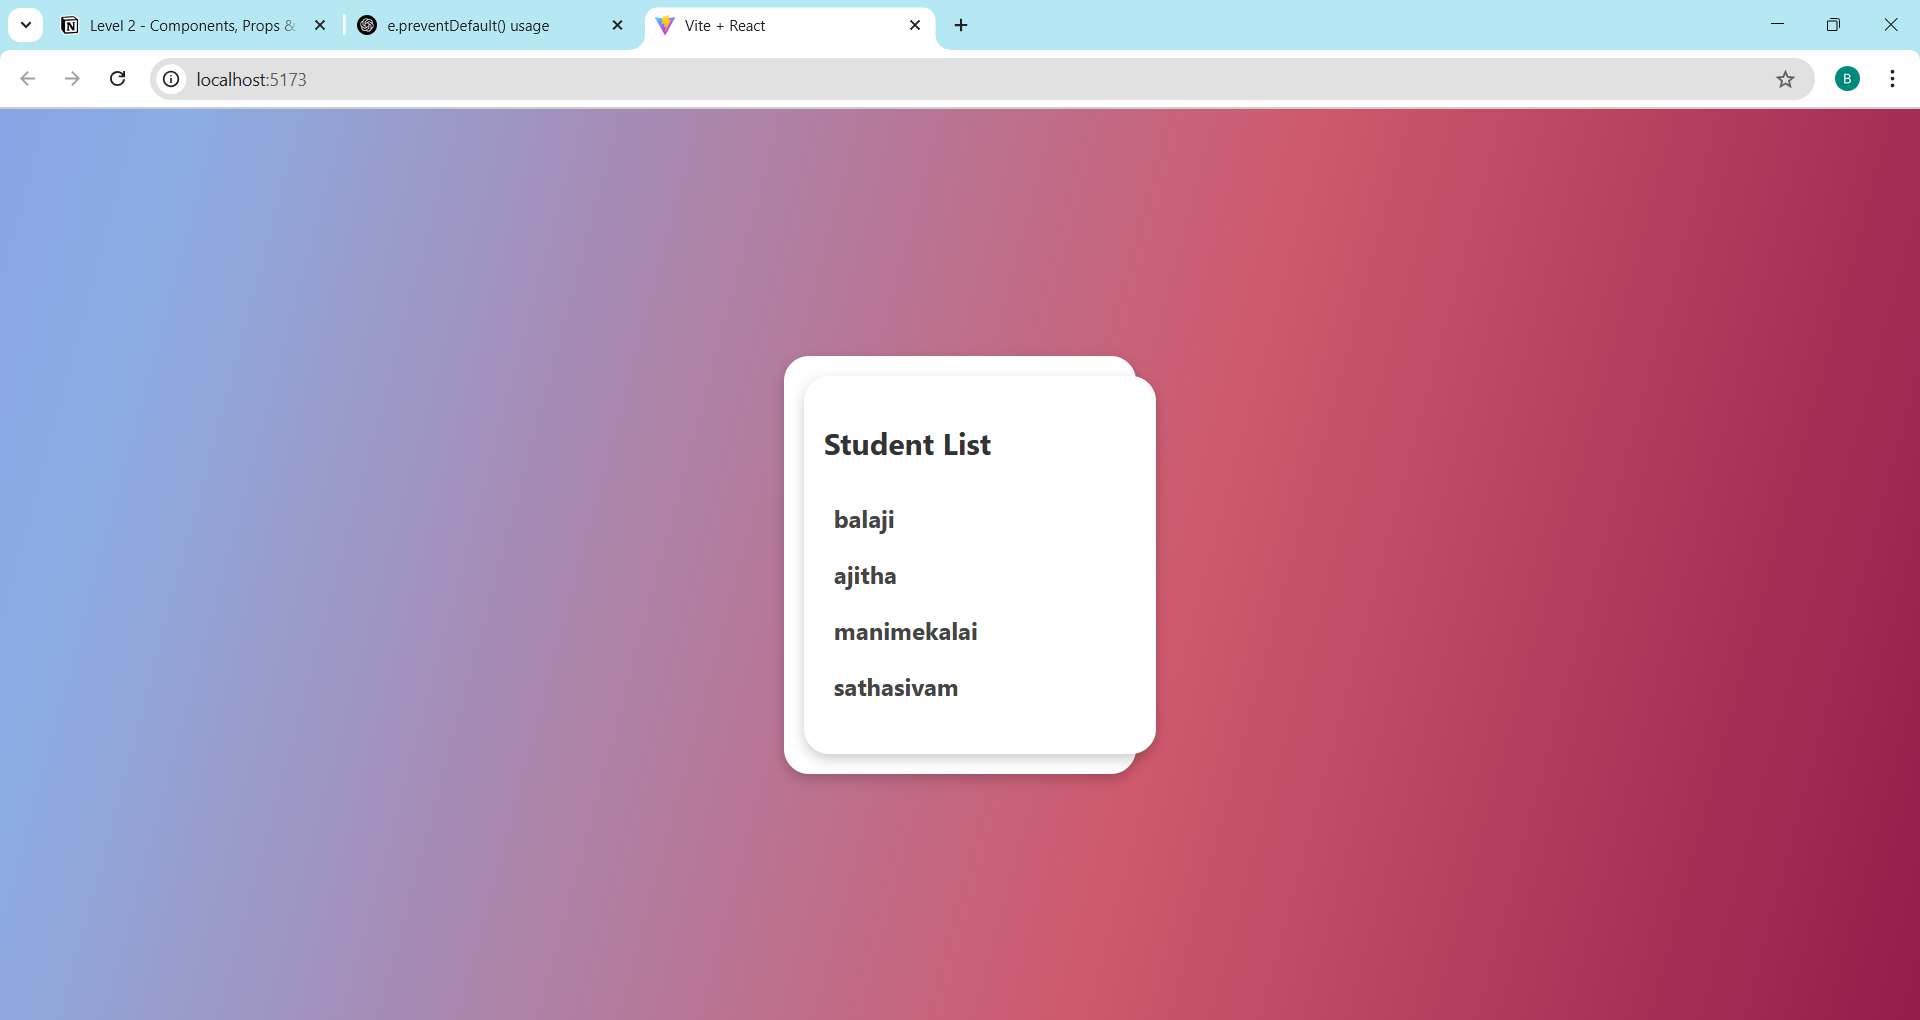 Level 2 - Components, Props &
e.preventDefault() usage
Vite + React
localhost:5173
B
Student List
balaji
ajitha
manimekalai
sathasivam